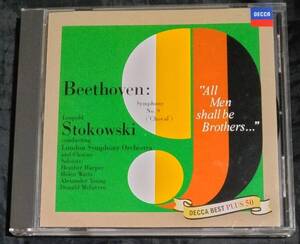 DECCA
Beethoven:
Symphony
No. 9
('Choral')
Leopold
Stokowski
conducting
London Symphony Orchestra
and Chorus
Soloists:
Heather Harper
Helen Watts
Alexander Young
Donald McIntyre
9
"All
Men
shall be
Brothers..."
DECCA BEST PLUS 50